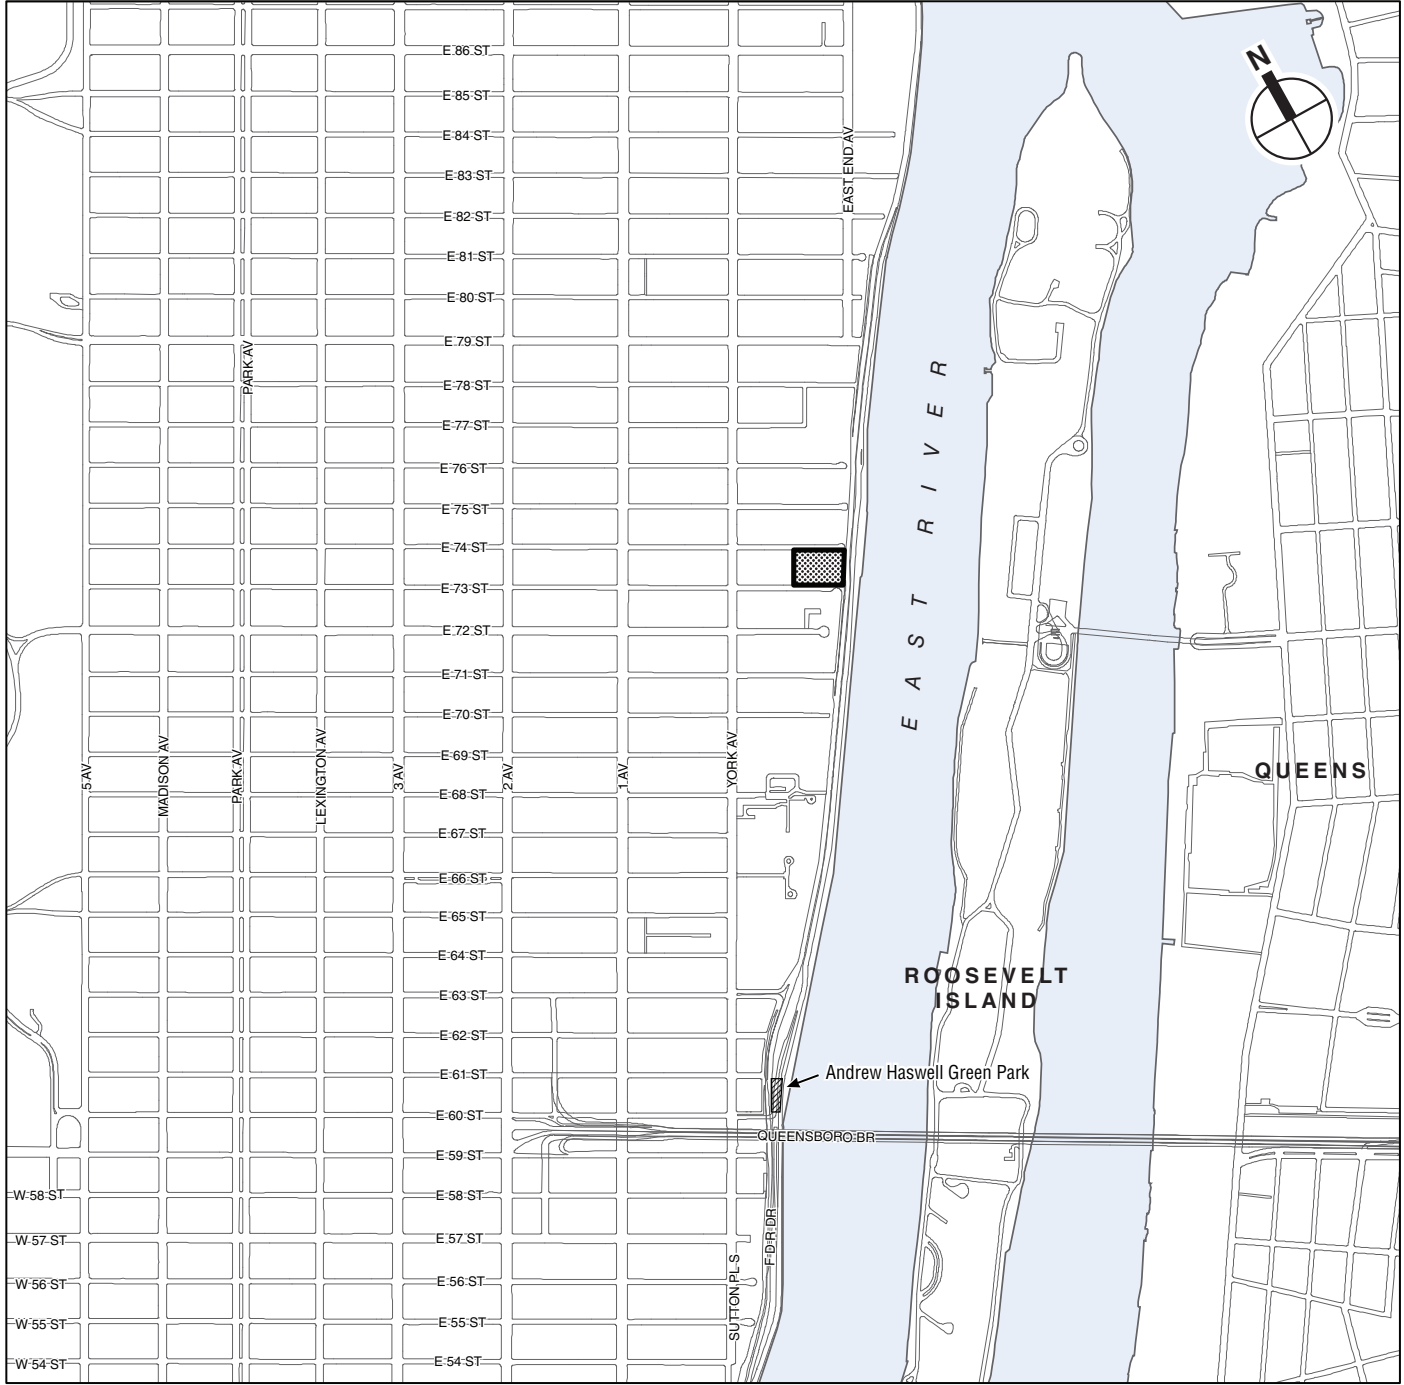 N
E 86 ST
E 85 ST
E 84 ST
EAST END AV
E 83 ST
E 82 ST
E 81 ST
E 80 ST
E 79 ST
PARK AV
E 78 ST
E 77 ST
E 76 ST
E 75 ST
E 74 ST
E 73 ST
E 72 ST
E 71 ST
E 70 ST
EAST RIVER
E 69 ST
5 AV
MADISON AV
PARK AV
LEXINGTON AV
3 AV
2 AV
1 AV
YORK AV
QUEENS
E 68 ST
E 67 ST
E 66 ST
E 65 ST
E 64 ST
ROOSEVELT
ISLAND
E 63 ST
E 62 ST
E 61 ST
Andrew Haswell Green Park
E 60 ST
QUEENSBORO BR
E 59 ST
W 58 ST
E 58 ST
F D R DR
W 57 ST
E 57 ST
W 56 ST
E 56 ST
SUTTON PL S
W 55 ST
E 55 ST
W 54 ST
E 54 ST